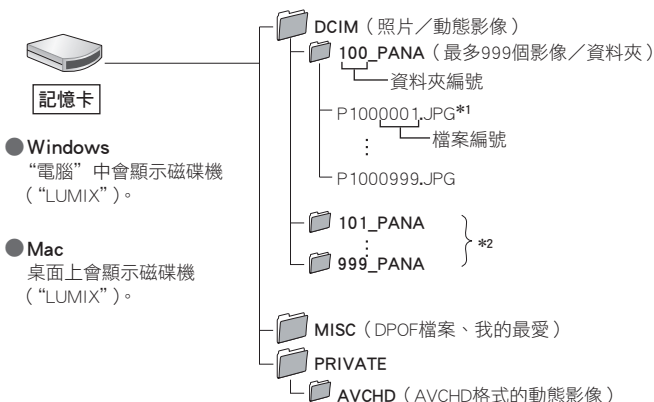 DCIM（照片／動態影像）
100_PANA（最多999個影像／資料夾）
資料夾編號
P1000001.JPG*1
檔案編號
⋮
P1000999.JPG
101_PANA
⋮
999_PANA
*2
MISC（DPOF檔案、我的最愛）
PRIVATE
AVCHD（AVCHD格式的動態影像）
記憶卡
●Windows
“電腦”中會顯示磁碟機
（“LUMIX”）。
●Mac
桌面上會顯示磁碟機
（“LUMIX”）。